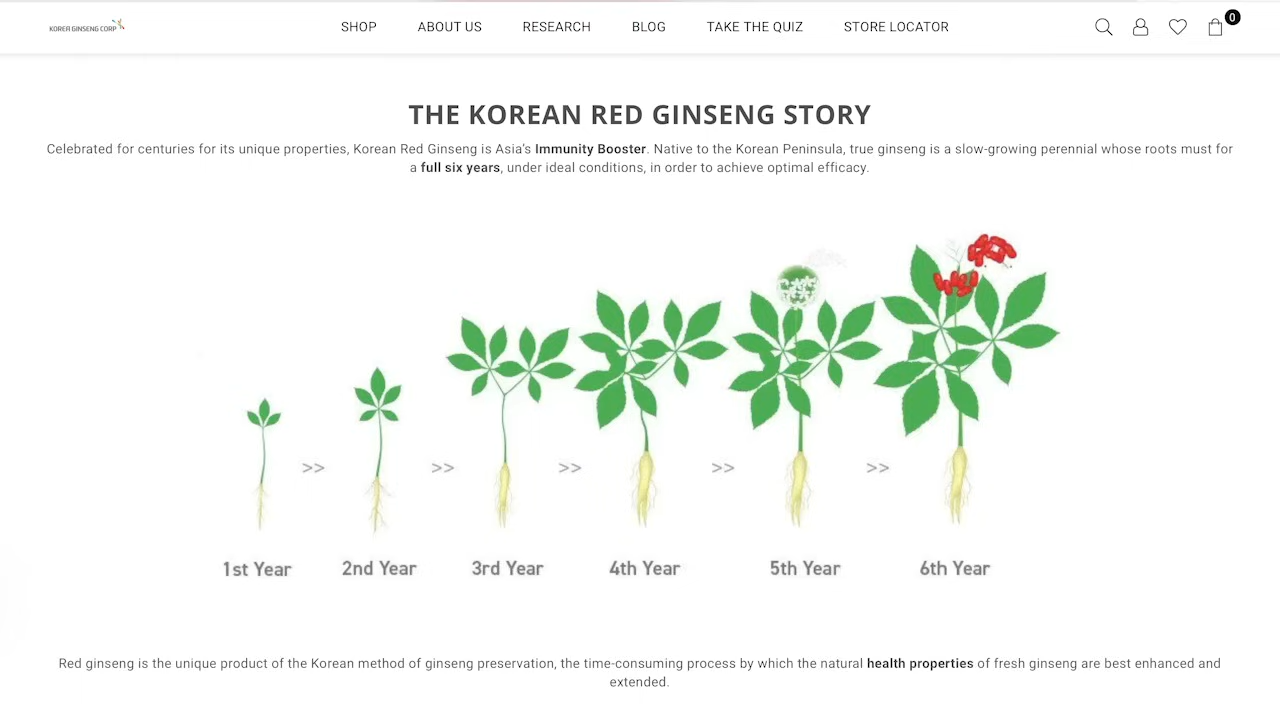 KOREA GINSENG CORP
SHOP
ABOUT US
RESEARCH
BLOG
TAKE THE QUIZ
STORE LOCATOR
0
THE KOREAN RED GINSENG STORY
Celebrated for centuries for its unique properties, Korean Red Ginseng is Asia's Immunity Booster. Native to the Korean Peninsula, true ginseng is a slow-growing perennial whose roots must for
a full six years, under ideal conditions, in order to achieve optimal efficacy.
>> >> >> >> >>
1st Year 2nd Year 3rd Year 4th Year 5th Year 6th Year
Red ginseng is the unique product of the Korean method of ginseng preservation, the time-consuming process by which the natural health properties of fresh ginseng are best enhanced and
extended.